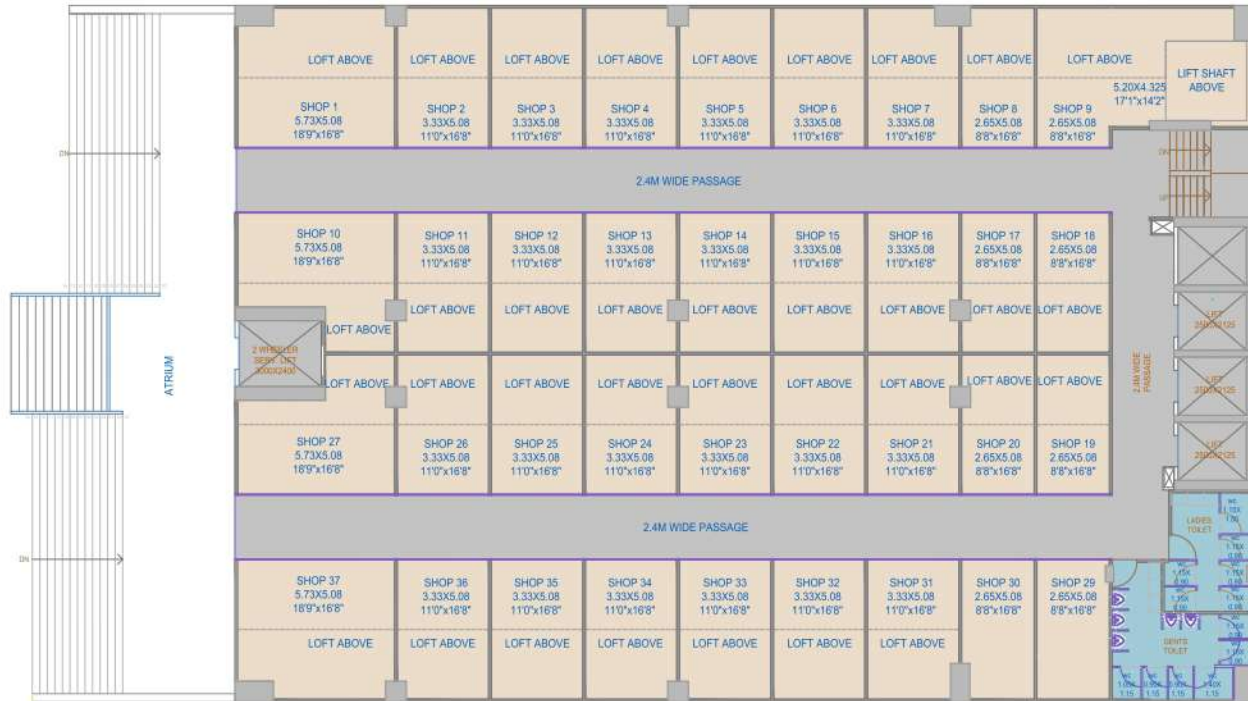 LOFT ABOVE
LOFT ABOVE
LOFT ABOVE
LOFT ABOVE
LOFT ABOVE
LOFT ABOVE
LOFT ABOVE
LOFT ABOVE
LOFT ABOVE
LIFT SHAFT
ABOVE
5.20X4.325
17'1"x14'2"
SHOP 1
5.73X5.08
18'9"x16'8"
SHOP 2
3.33X5.08
11'0"x16'8"
SHOP 3
3.33X5.08
11'0"x16'8"
SHOP 4
3.33X5.08
11'0"x16'8"
SHOP 5
3.33X5.08
11'0"x16'8"
SHOP 6
3.33X5.08
11'0"x16'8"
SHOP 7
3.33X5.08
11'0"x16'8"
SHOP 8
2.65X5.08
8'8"x16'8"
SHOP 9
2.65X5.08
8'8"x16'8"
DN
DN
UP
2.4M WIDE PASSAGE
SHOP 10
5.73X5.08
18'9"x16'8"
SHOP 11
3.33X5.08
11'0"x16'8"
SHOP 12
3.33X5.08
11'0"x16'8"
SHOP 13
3.33X5.08
11'0"x16'8"
SHOP 14
3.33X5.08
11'0"x16'8"
SHOP 15
3.33X5.08
11'0"x16'8"
SHOP 16
3.33X5.08
11'0"x16'8"
SHOP 17
2.65X5.08
8'8"x16'8"
SHOP 18
2.65X5.08
8'8"x16'8"
LOFT ABOVE
LOFT ABOVE
LOFT ABOVE
LOFT ABOVE
LOFT ABOVE
LOFT ABOVE
LOFT ABOVE
LOFT ABOVE
LOFT ABOVE
ATRIUM
2 WHEELER
SERV. LIFT
3000X2400
2.4M WIDE
PASSAGE
LIFT
2500X2125
LIFT
2500X2125
LIFT
2500X2125
LOFT ABOVE
LOFT ABOVE
LOFT ABOVE
LOFT ABOVE
LOFT ABOVE
LOFT ABOVE
LOFT ABOVE
LOFT ABOVE
LOFT ABOVE
SHOP 27
5.73X5.08
18'9"x16'8"
SHOP 26
3.33X5.08
11'0"x16'8"
SHOP 25
3.33X5.08
11'0"x16'8"
SHOP 24
3.33X5.08
11'0"x16'8"
SHOP 23
3.33X5.08
11'0"x16'8"
SHOP 22
3.33X5.08
11'0"x16'8"
SHOP 21
3.33X5.08
11'0"x16'8"
SHOP 20
2.65X5.08
8'8"x16'8"
SHOP 19
2.65X5.08
8'8"x16'8"
2.4M WIDE PASSAGE
DN
LADIES
TOILET
SHOP 37
5.73X5.08
18'9"x16'8"
SHOP 36
3.33X5.08
11'0"x16'8"
SHOP 35
3.33X5.08
11'0"x16'8"
SHOP 34
3.33X5.08
11'0"x16'8"
SHOP 33
3.33X5.08
11'0"x16'8"
SHOP 32
3.33X5.08
11'0"x16'8"
SHOP 31
3.33X5.08
11'0"x16'8"
SHOP 30
2.65X5.08
8'8"x16'8"
SHOP 29
2.65X5.08
8'8"x16'8"
LOFT ABOVE
LOFT ABOVE
LOFT ABOVE
LOFT ABOVE
LOFT ABOVE
LOFT ABOVE
LOFT ABOVE
GENTS
TOILET